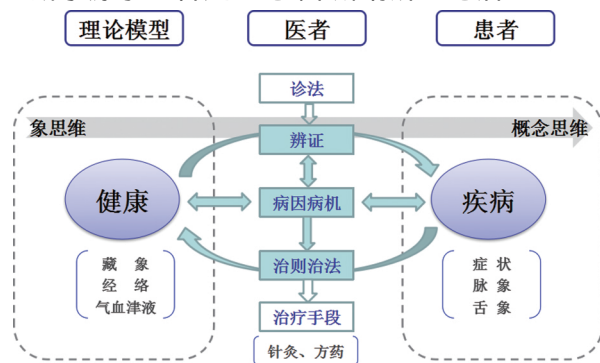 理论模型
医者
患者
诊法
象思维
概念思维
辨证
健康
病因病机
疾病
治则治法
藏 象
经 络
气血津液
症 状
脉 象
舌 象
治疗手段
针灸、方药